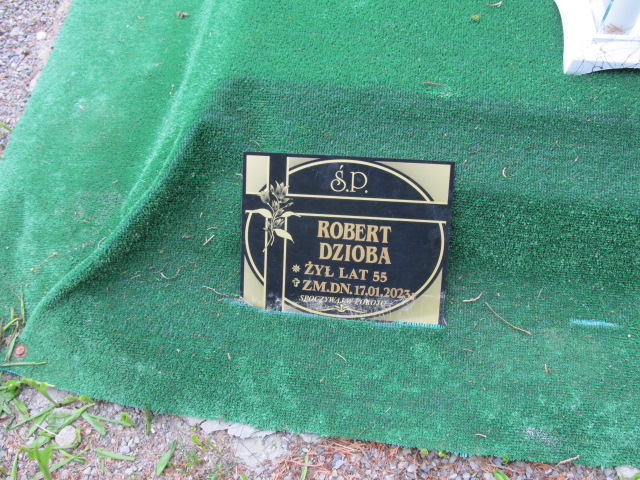 Ś.P.
ROBERT
DZIOBA
ŻYŁ LAT 55
ZM.DN. 17.01.2023
SPOCZYWAJ W POKOJU